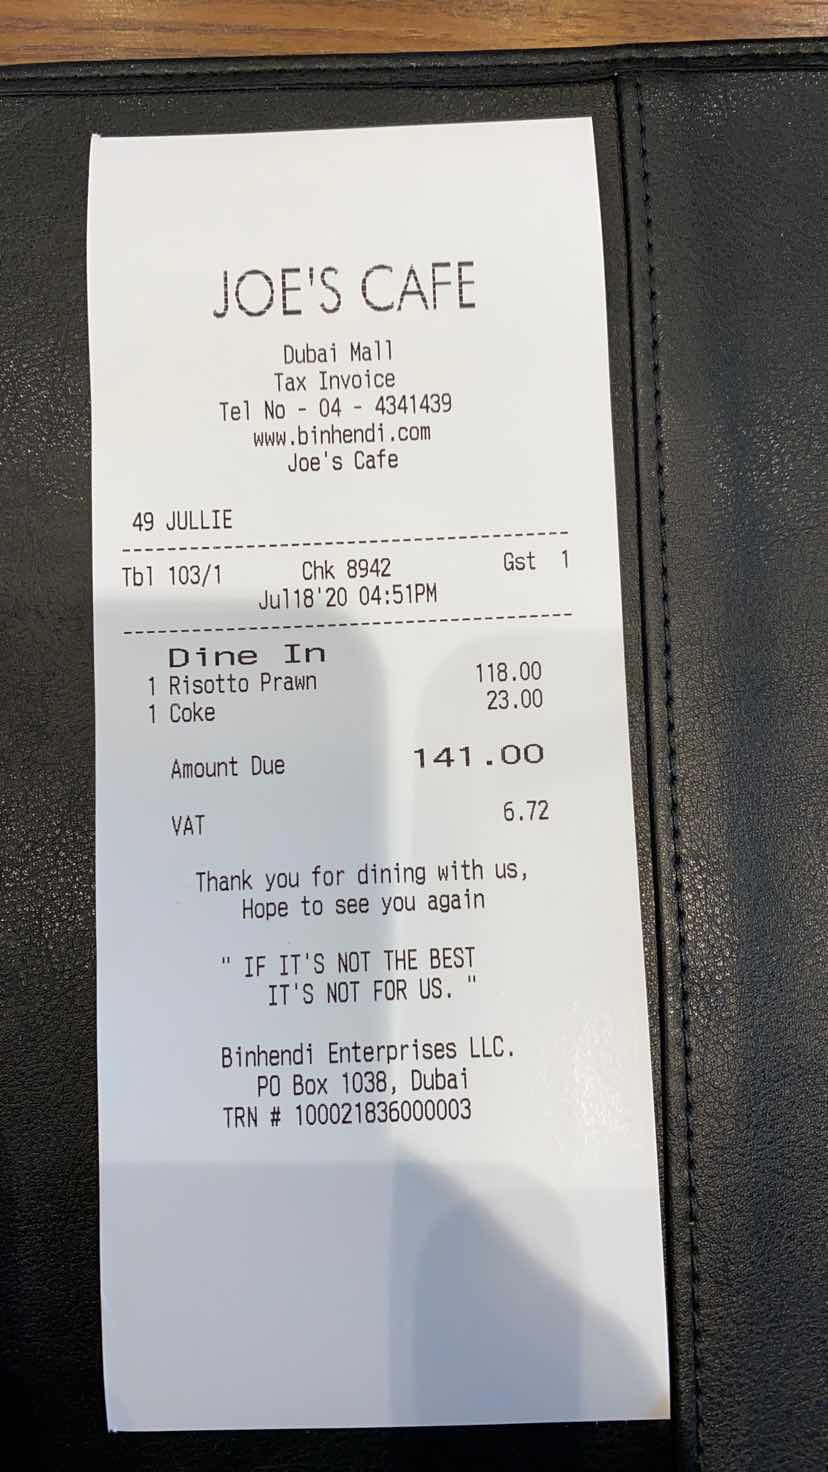 JOE'S CAFE
Dubai Mall
Tax Invoice
Tel No - 04 - 4341439
www.binhendi.com
Joe's Cafe
49 JULLIE
Tbl 103/1 Chk 8942 Gst 1
Jul18'20 04:51PM
Dine In
1 Risotto Prawn 118.00
1 Coke 23.00
Amount Due 141.00
VAT 6.72
Thank you for dining with us,
Hope to see you again
" IF IT'S NOT THE BEST
IT'S NOT FOR US. "
Binhendi Enterprises LLC.
PO Box 1038, Dubai
TRN # 100021836000003